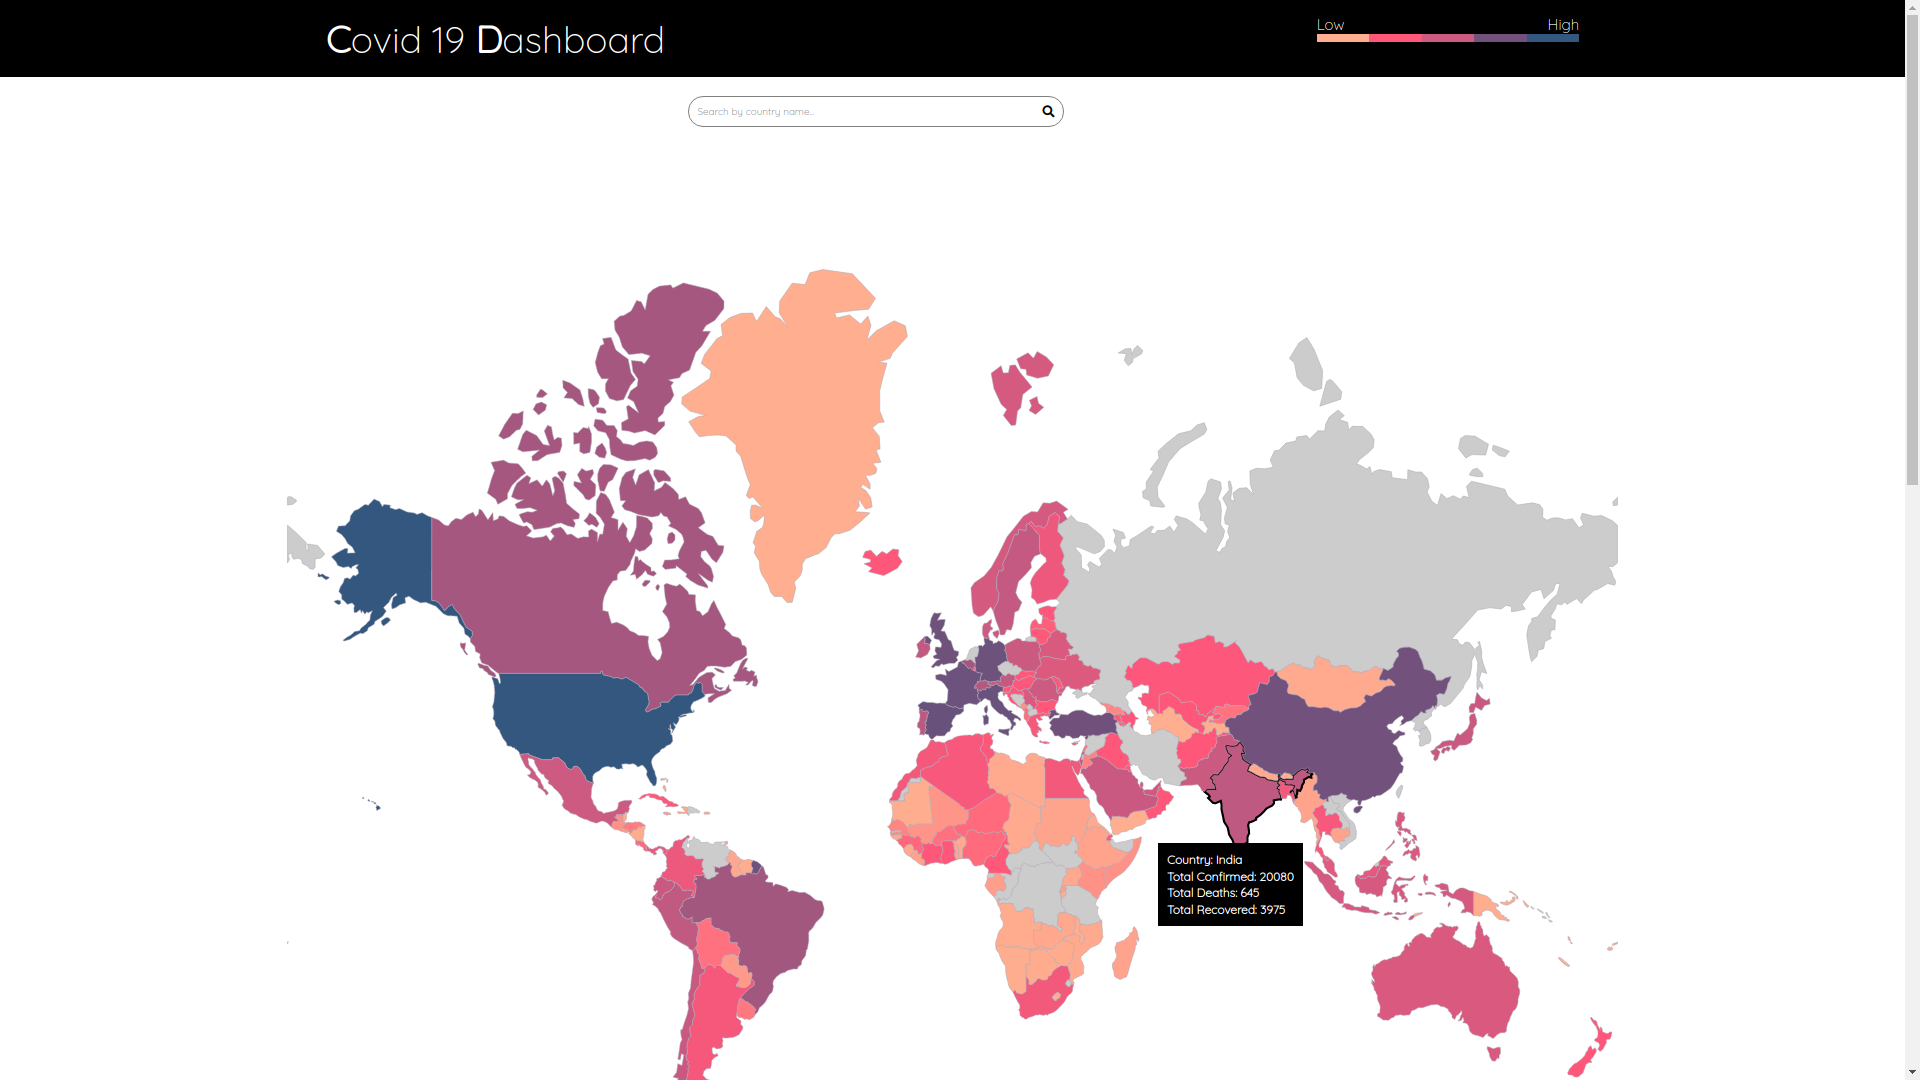 Covid 19 Dashboard
Low High
Search by country name...
Country: India
Total Confirmed: 20080
Total Deaths: 645
Total Recovered: 3975